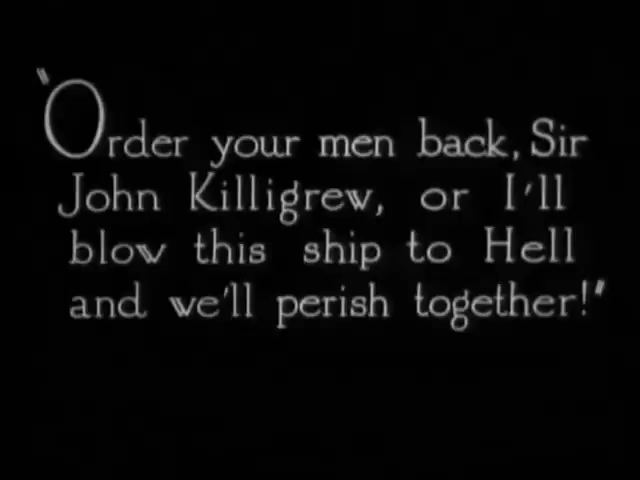 "Order your men back, Sir
John Killigrew, or I'll
blow this ship to Hell
and we'll perish together!"